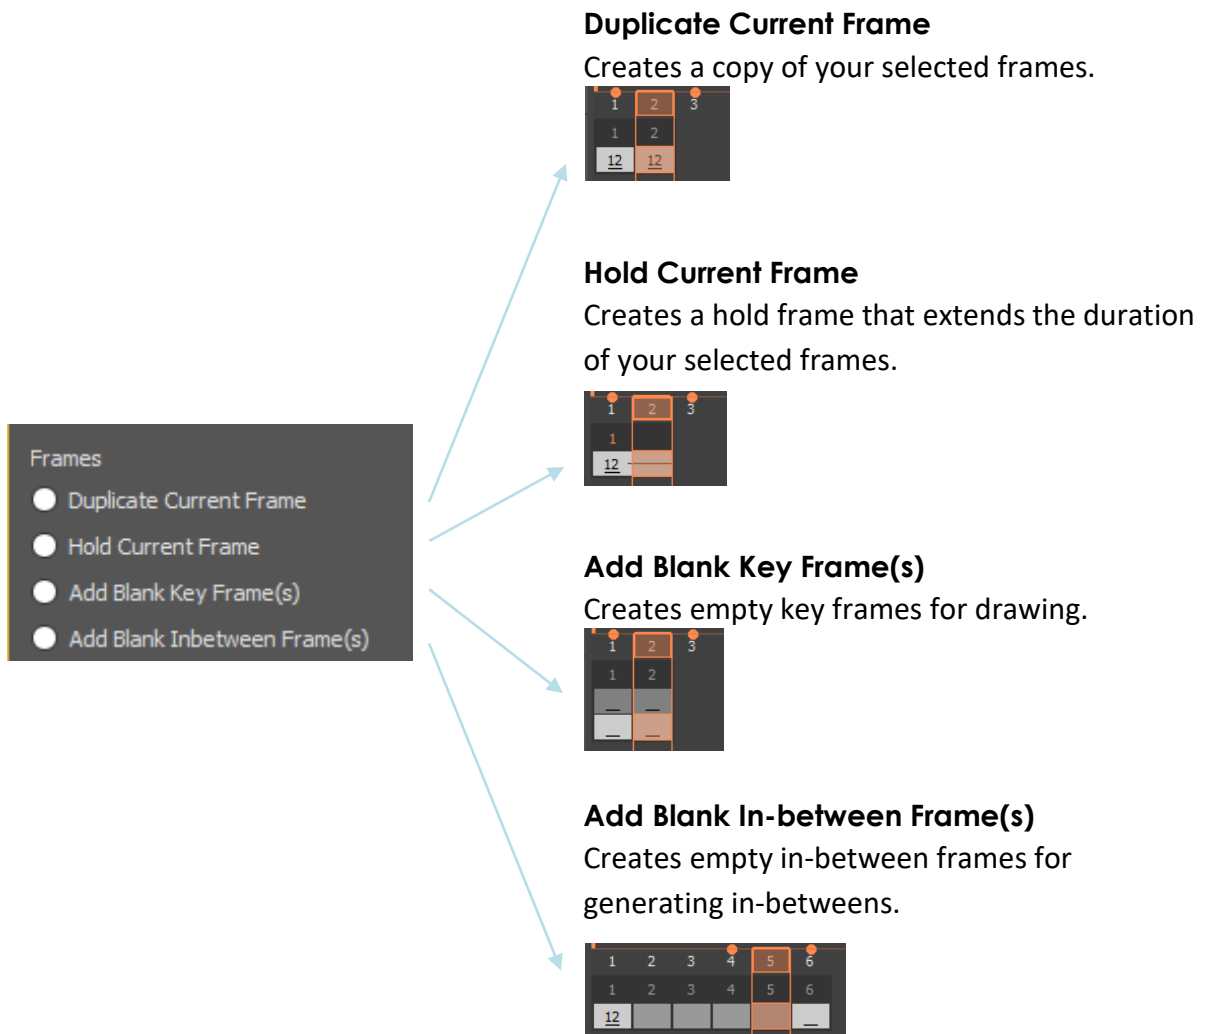 Duplicate Current Frame
Creates a copy of your selected frames.
1 2 3
1 2
12 12
Hold Current Frame
Creates a hold frame that extends the duration
of your selected frames.
1 2 3
1
12
Frames
Duplicate Current Frame
Hold Current Frame
Add Blank Key Frame(s)
Add Blank Inbetween Frame(s)
Add Blank Key Frame(s)
Creates empty key frames for drawing.
1 2 3
1 2
Add Blank In-between Frame(s)
Creates empty in-between frames for
generating in-betweens.
1 2 3 4 5 6
1 2 3 4 5 6
12